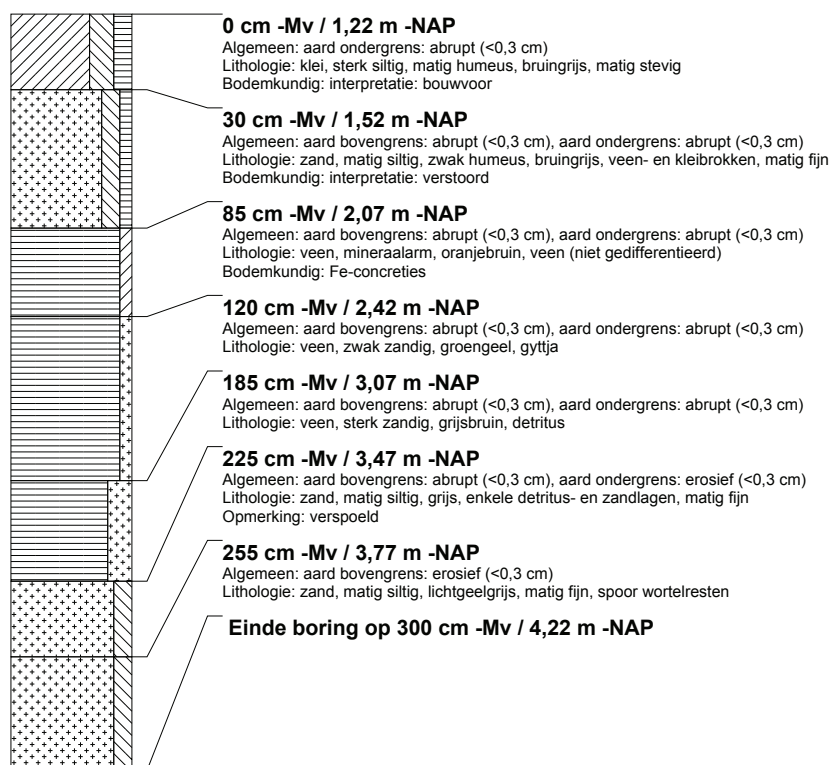 0 cm -Mv / 1,22 m -NAP
Algemeen: aard ondergrens: abrupt (<0,3 cm)
Lithologie: klei, sterk siltig, matig humeus, bruingrijs, matig stevig
Bodemkundig: interpretatie: bouwvoor
30 cm -Mv / 1,52 m -NAP
Algemeen: aard bovengrens: abrupt (<0,3 cm), aard ondergrens: abrupt (<0,3 cm)
Lithologie: zand, matig siltig, zwak humeus, bruingrijs, veen- en kleibrokken, matig fijn
Bodemkundig: interpretatie: verstoord
85 cm -Mv / 2,07 m -NAP
Algemeen: aard bovengrens: abrupt (<0,3 cm), aard ondergrens: abrupt (<0,3 cm)
Lithologie: veen, mineraalarm, oranjebruin, veen (niet gedifferentieerd)
Bodemkundig: Fe-concreties
120 cm -Mv / 2,42 m -NAP
Algemeen: aard bovengrens: abrupt (<0,3 cm), aard ondergrens: abrupt (<0,3 cm)
Lithologie: veen, zwak zandig, groengeel, gyttja
185 cm -Mv / 3,07 m -NAP
Algemeen: aard bovengrens: abrupt (<0,3 cm), aard ondergrens: abrupt (<0,3 cm)
Lithologie: veen, sterk zandig, grijsbruin, detritus
225 cm -Mv / 3,47 m -NAP
Algemeen: aard bovengrens: abrupt (<0,3 cm), aard ondergrens: erosief (<0,3 cm)
Lithologie: zand, matig siltig, grijs, enkele detritus- en zandlagen, matig fijn
Opmerking: verspoeld
255 cm -Mv / 3,77 m -NAP
Algemeen: aard bovengrens: erosief (<0,3 cm)
Lithologie: zand, matig siltig, lichtgeelgrijs, matig fijn, spoor wortelresten
Einde boring op 300 cm -Mv / 4,22 m -NAP